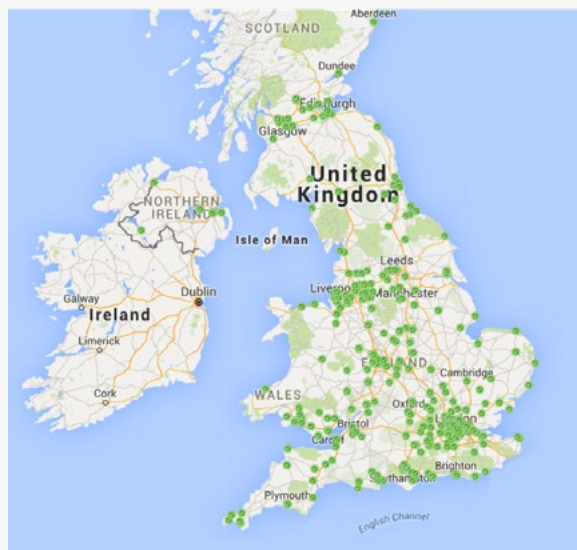 Aberdeen
SCOTLAND
Dundee
Edinburgh
Glasgow
United
Kingdom
NORTHERN
IRELAND
Isle of Man
Leeds
Liverpool
Manchester
Dublin
Galway
Ireland
Limerick
ENGLAND
Cambridge
Cork
WALES
Oxford
London
Bristol
Cardiff
Brighton
Southampton
Plymouth
English Channel